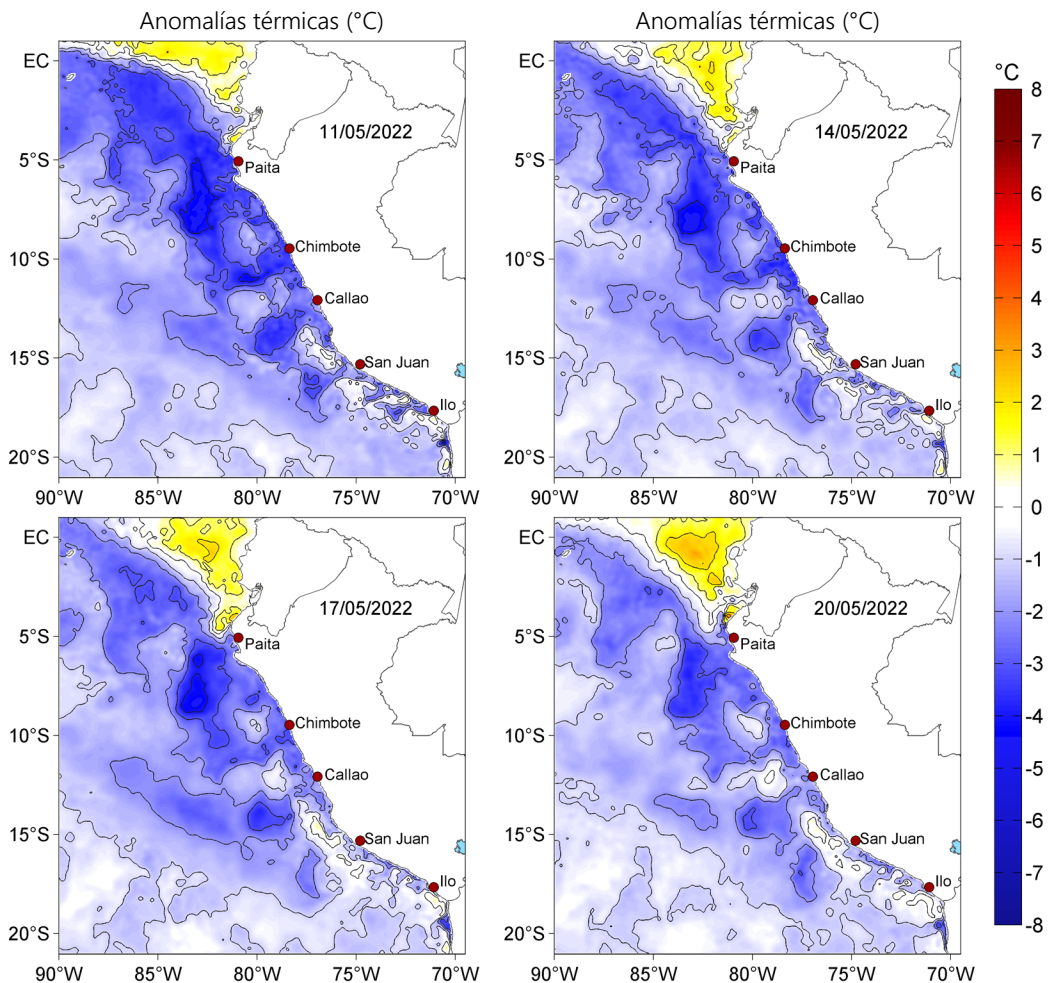 Anomalías térmicas (°C)
Anomalías térmicas (°C)
EC
5°S
10°S
15°S
20°S
90°W
85°W
80°W
75°W
70°W
11/05/2022
Paita
Chimbote
Callao
San Juan
Ilo
EC
5°S
10°S
15°S
20°S
90°W
85°W
80°W
75°W
70°W
14/05/2022
Paita
Chimbote
Callao
San Juan
Ilo
°C
8
7
6
5
4
3
2
1
0
-1
-2
-3
-4
-5
-6
-7
-8
EC
5°S
10°S
15°S
20°S
90°W
85°W
80°W
75°W
70°W
17/05/2022
Paita
Chimbote
Callao
San Juan
Ilo
EC
5°S
10°S
15°S
20°S
90°W
85°W
80°W
75°W
70°W
20/05/2022
Paita
Chimbote
Callao
San Juan
Ilo